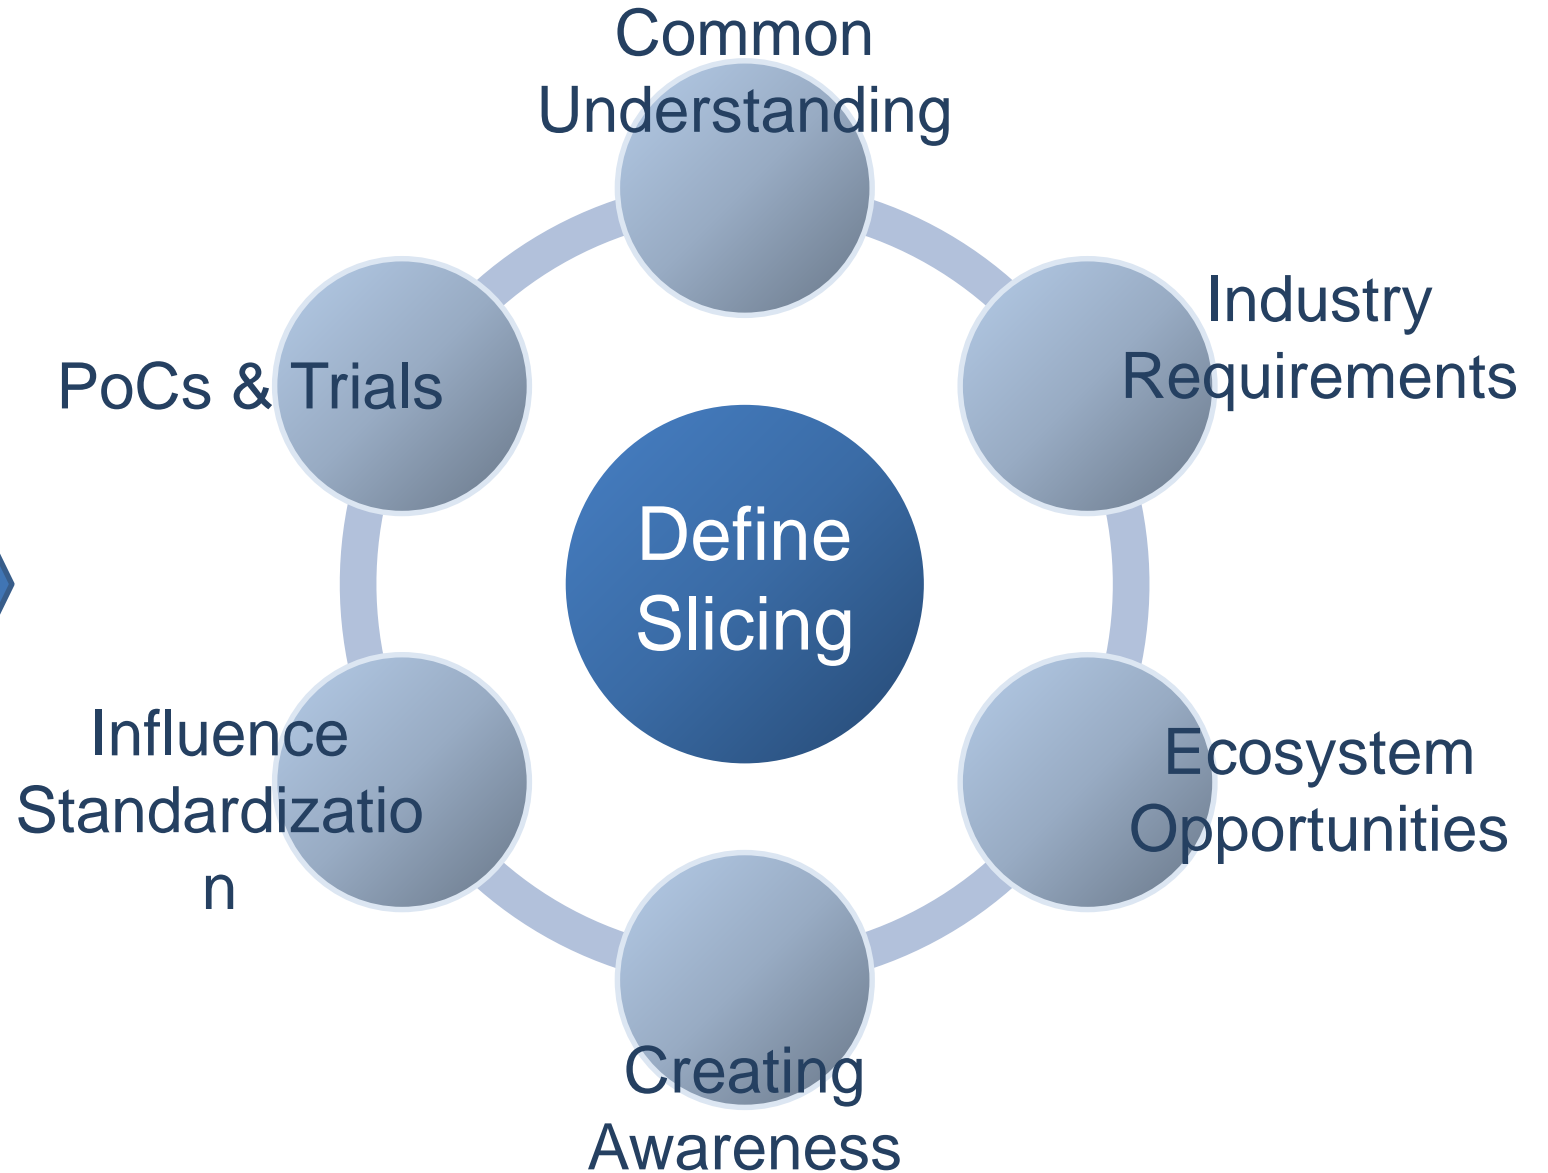 Common
Understanding
Industry
Requirements
PoCs & Trials
Define
Slicing
Influence
Standardizatio
n
Ecosystem
Opportunities
Creating
Awareness